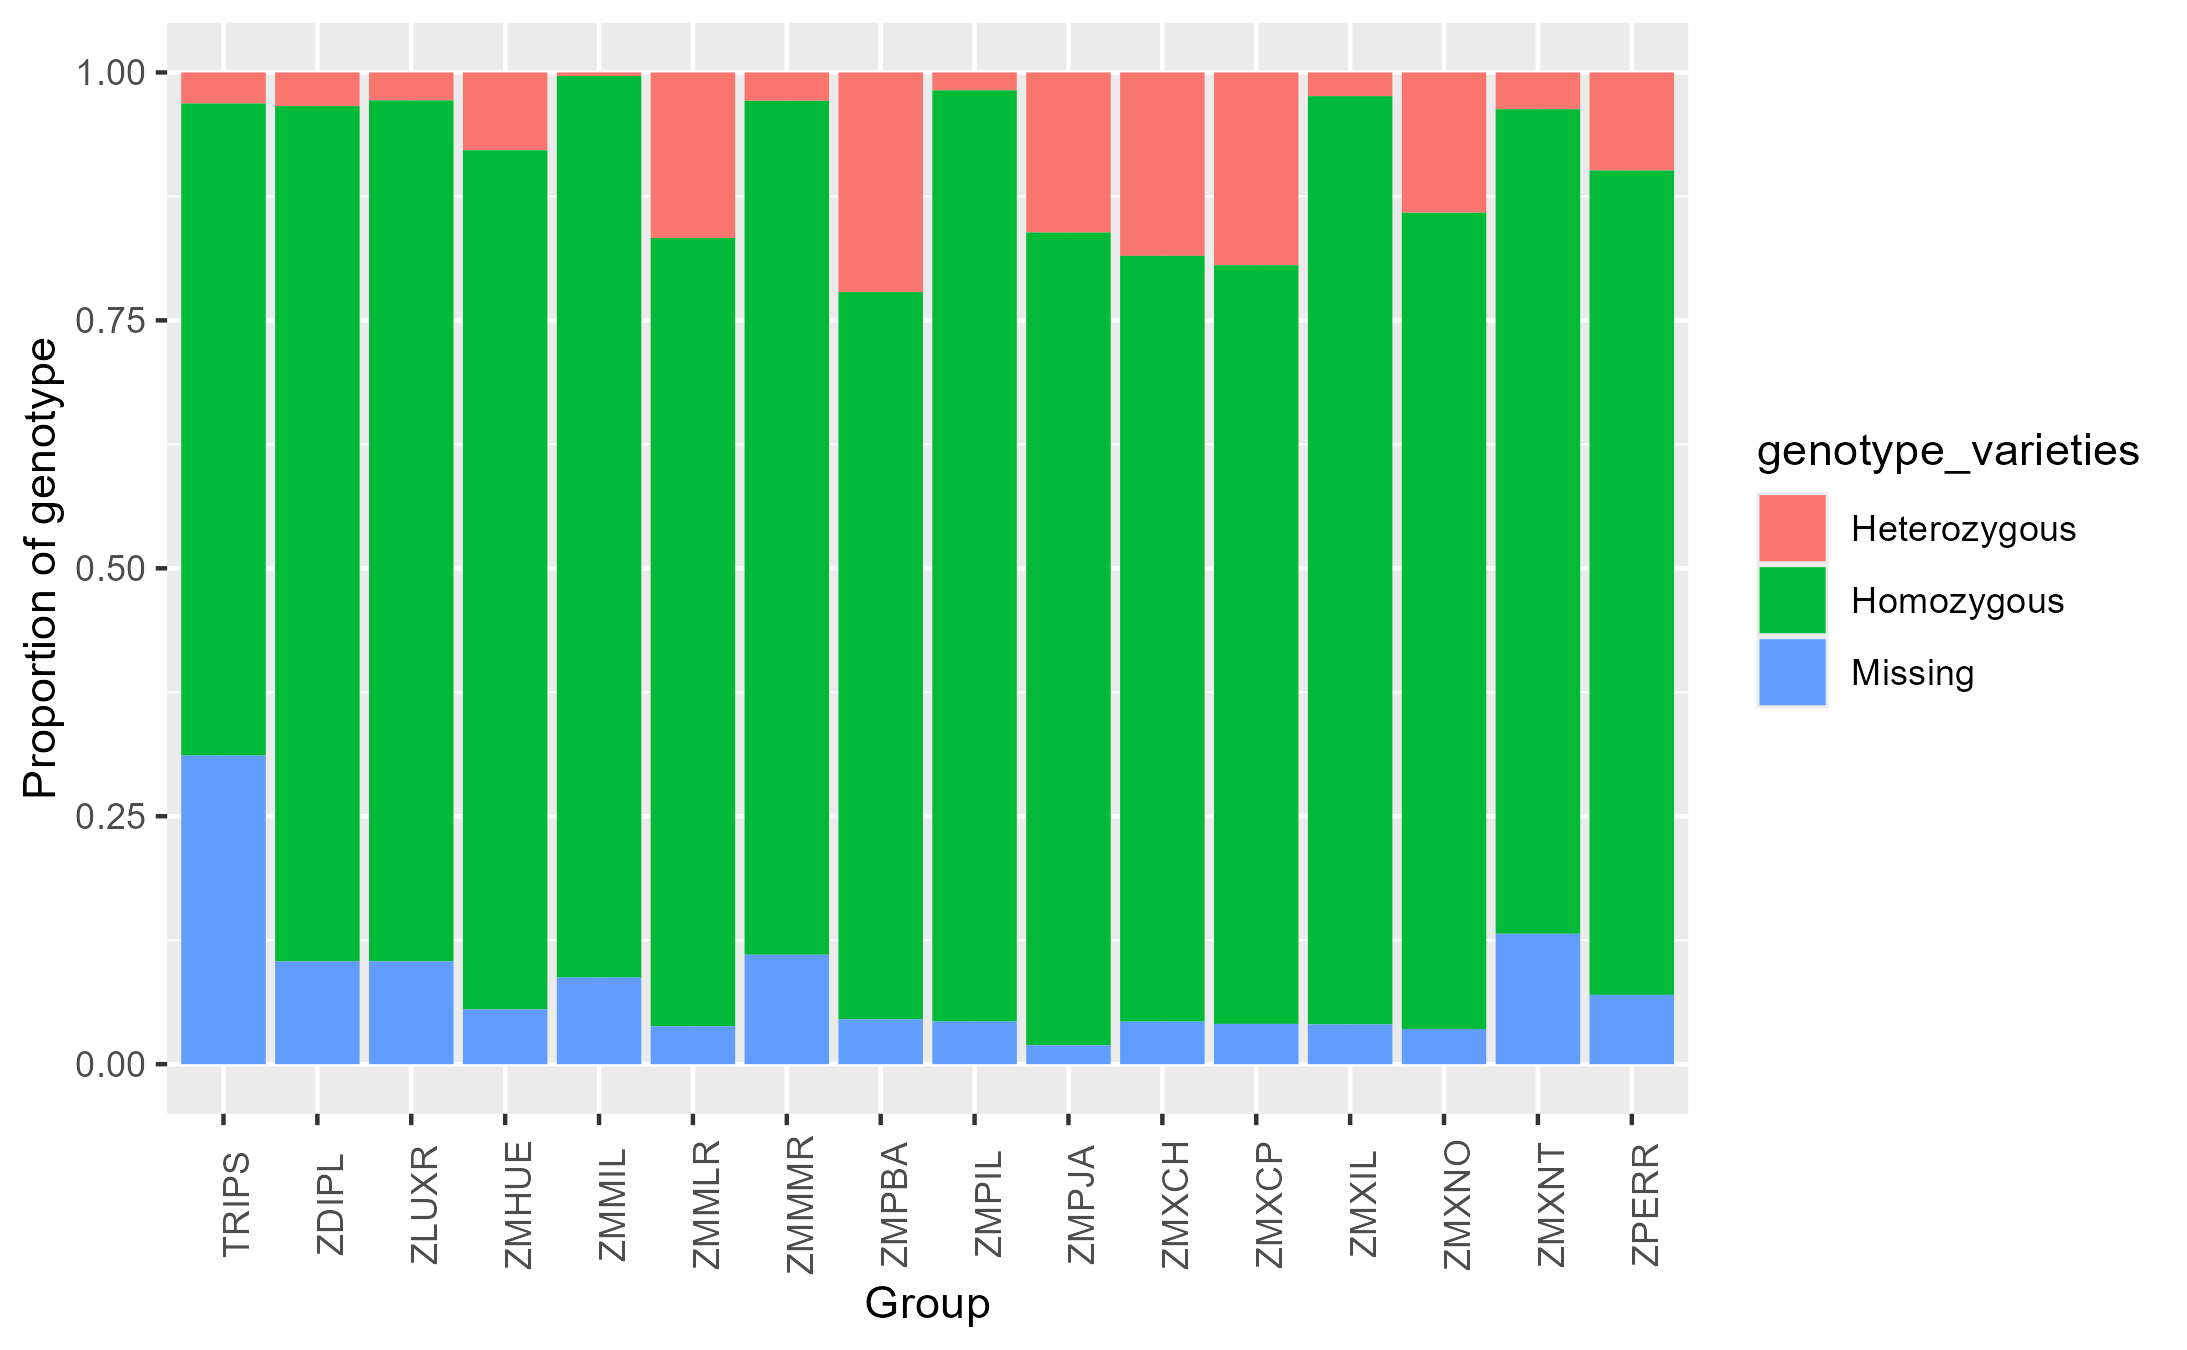 Proportion of genotype
1.00
0.75
0.50
0.25
0.00
TRIPS
ZDIPL
ZLUXR
ZMHUE
ZMMIL
ZMMLR
ZMMMR
ZMPBA
ZMPIL
ZMPJA
ZMXCH
ZMXCP
ZMXIL
ZMXNO
ZMXNT
ZPERR
Group
genotype_varieties
Heterozygous
Homozygous
Missing